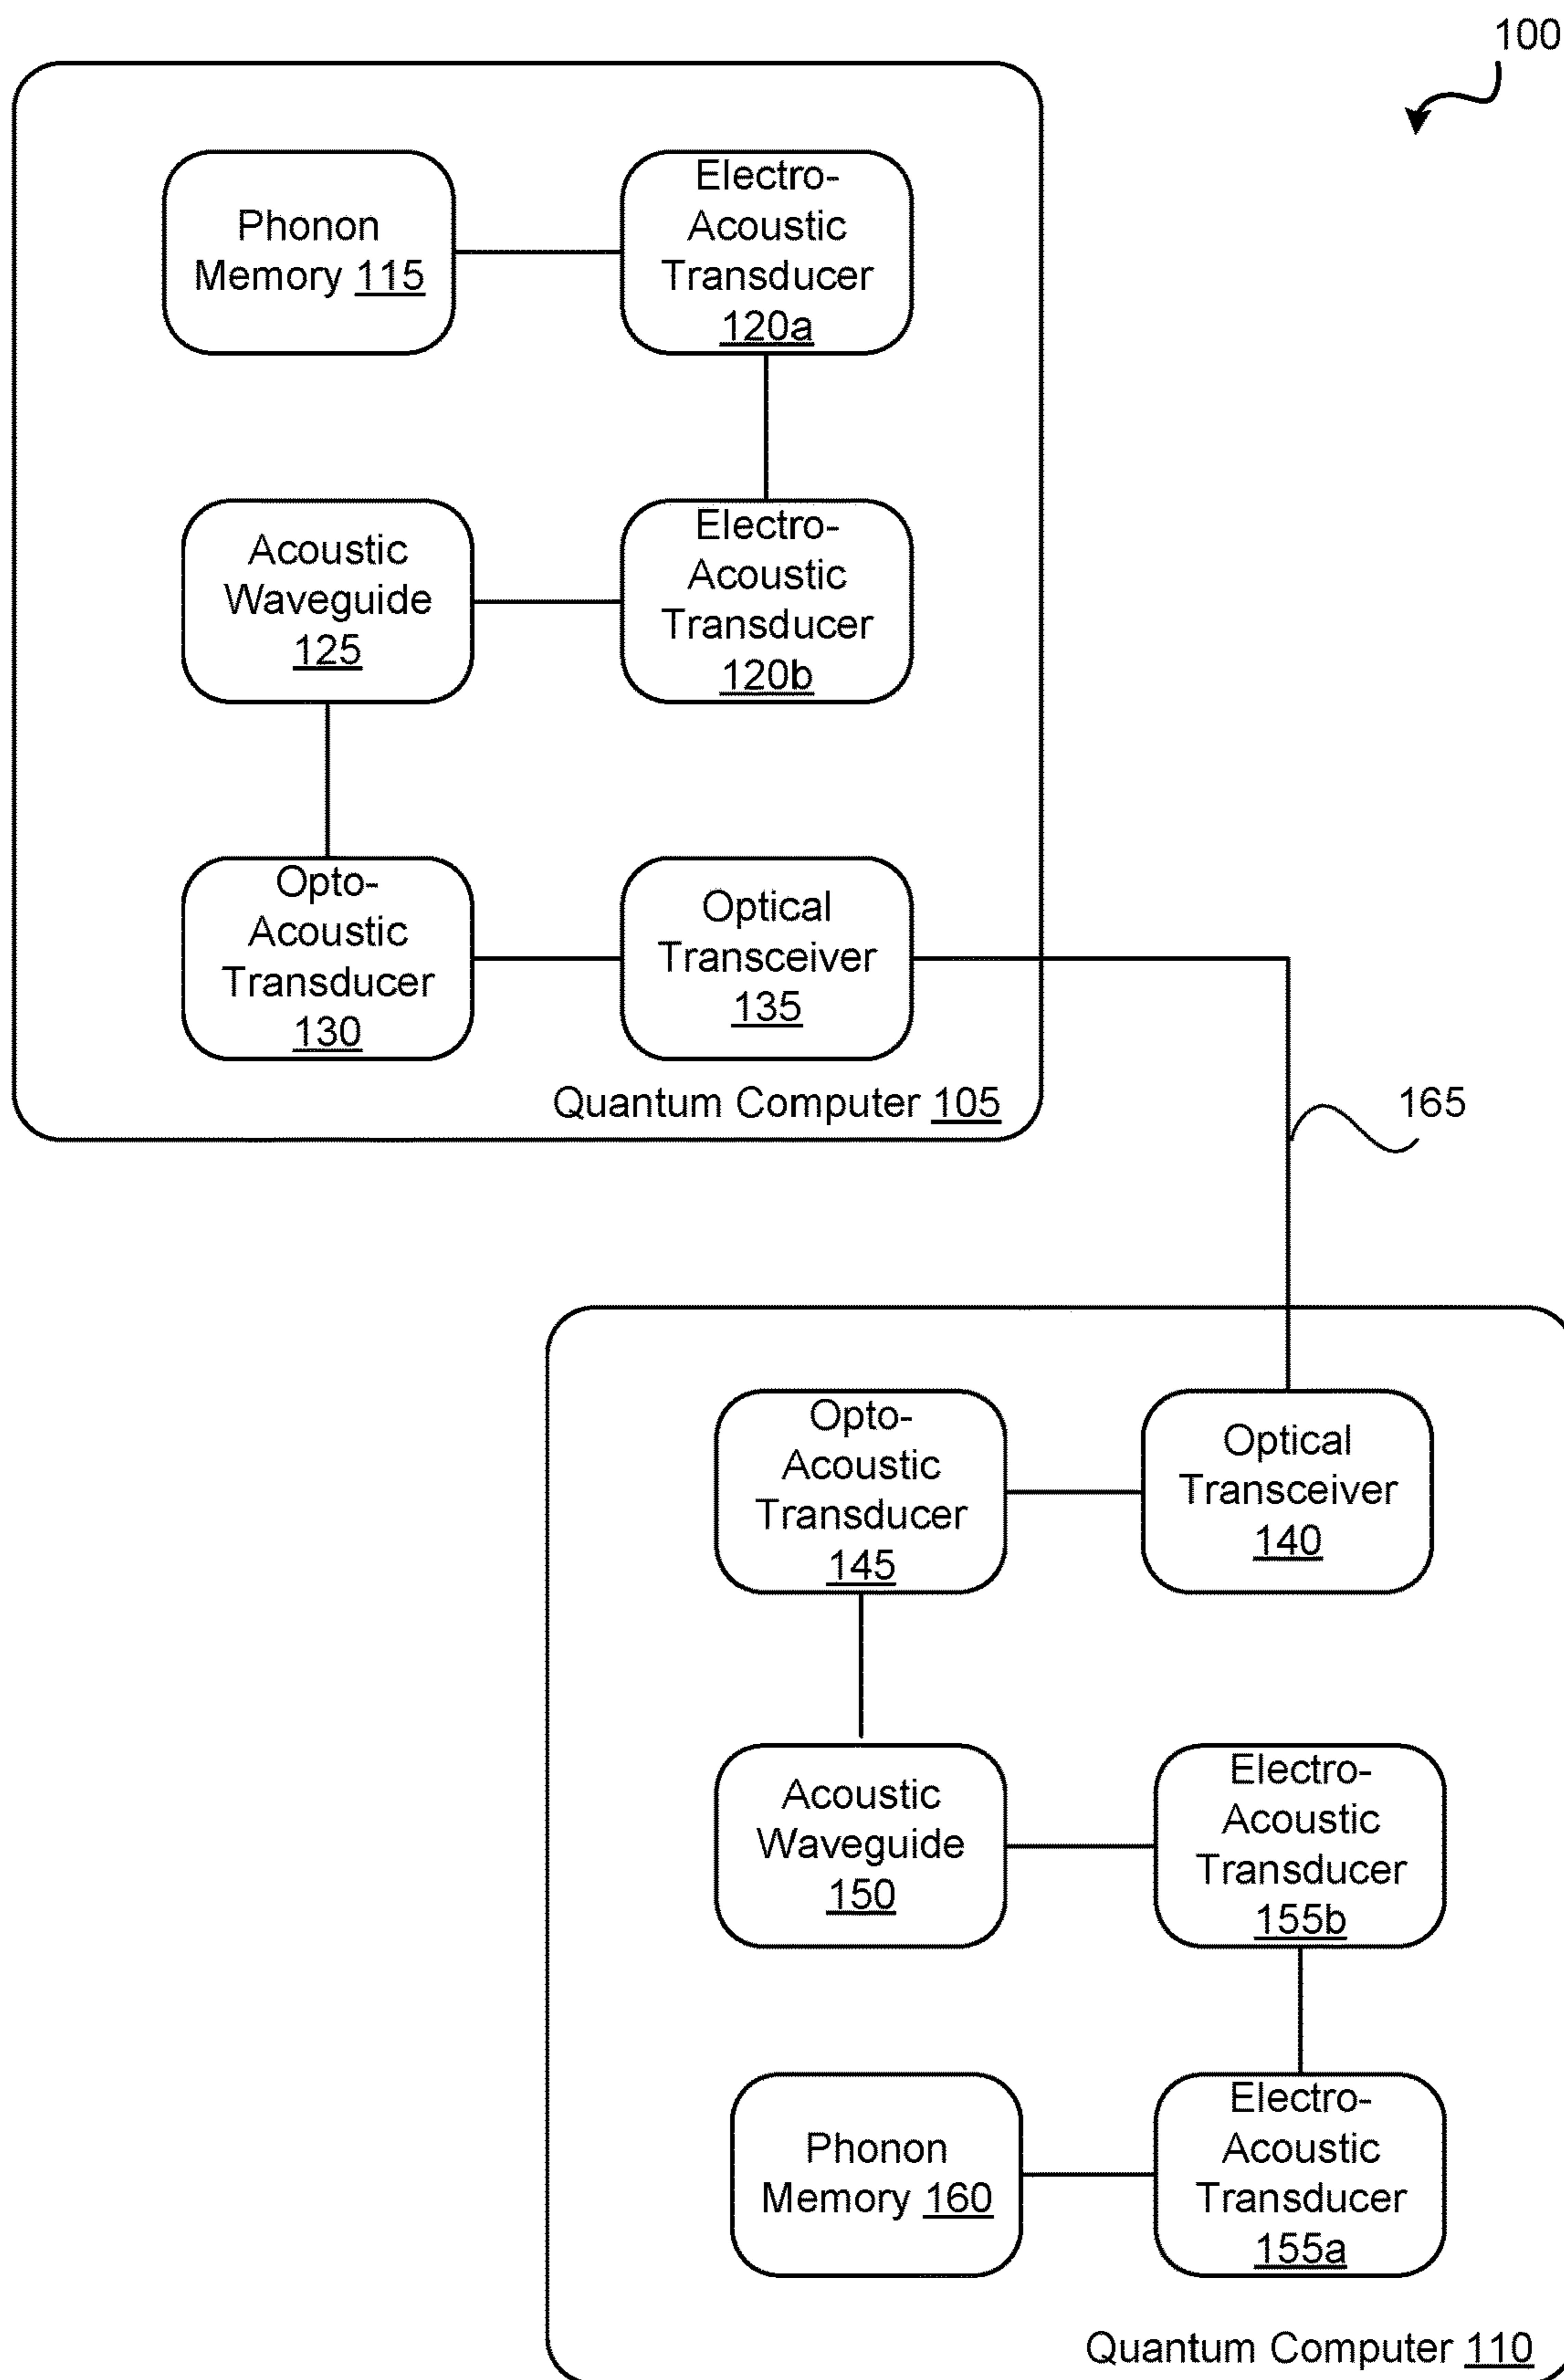 100
Phonon
Memory 115
Electro-
Acoustic
Transducer
120a
Acoustic
Waveguide
125
Electro-
Acoustic
Transducer
120b
Opto-
Acoustic
Transducer
130
Optical
Transceiver
135
Quantum Computer 105
165
Opto-
Acoustic
Transducer
145
Optical
Transceiver
140
Acoustic
Waveguide
150
Electro-
Acoustic
Transducer
155b
Phonon
Memory 160
Electro-
Acoustic
Transducer
155a
Quantum Computer 110